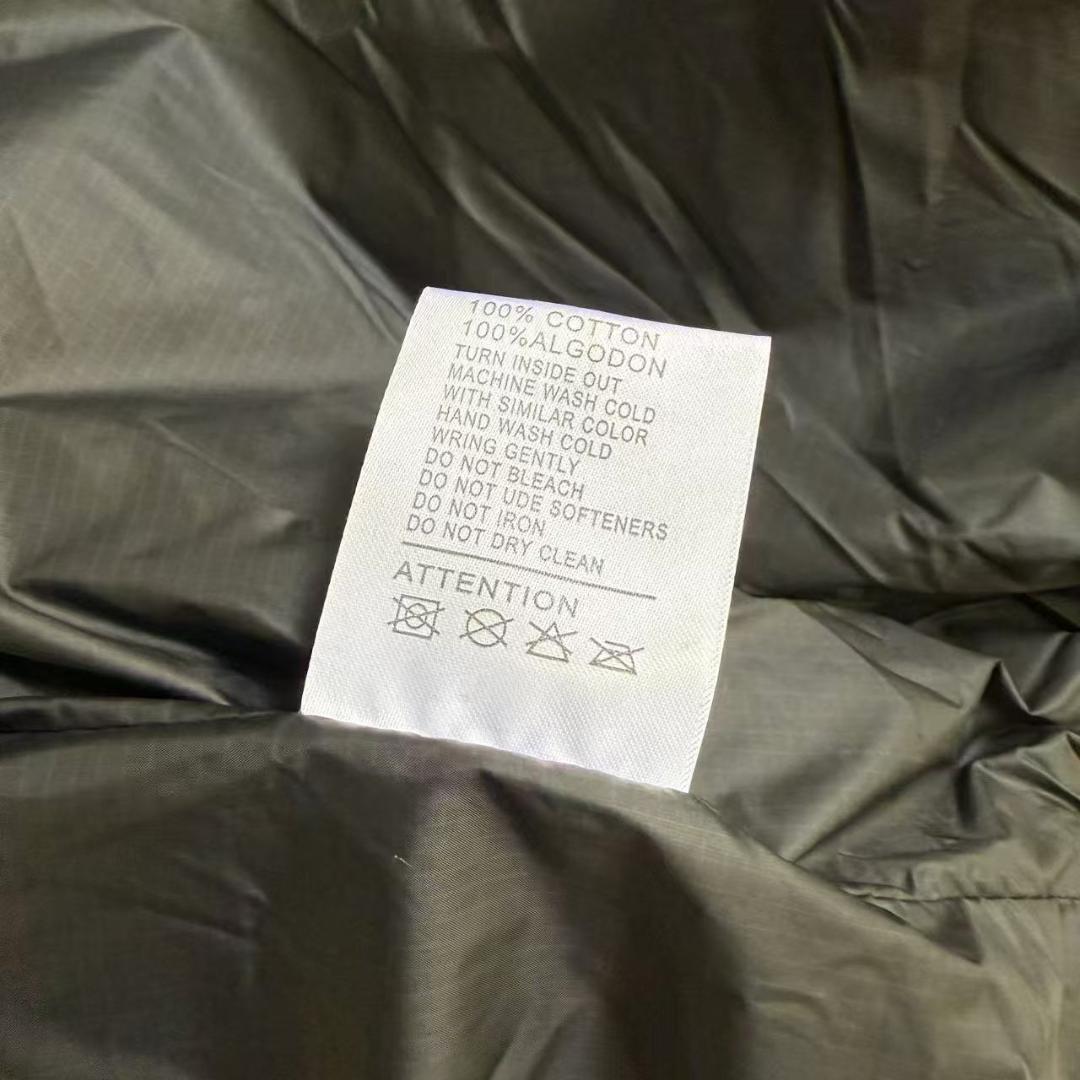 100% COTTON
100%ALGODON
TURN INSIDE OUT
MACHINE WASH COLD
WITH SIMILAR COLOR
HAND WASH COLD
WRING GENTLY
DO NOT BLEACH
DO NOT UDE SOFTENERS
DO NOT IRON
DO NOT DRY CLEAN
ATTENTION